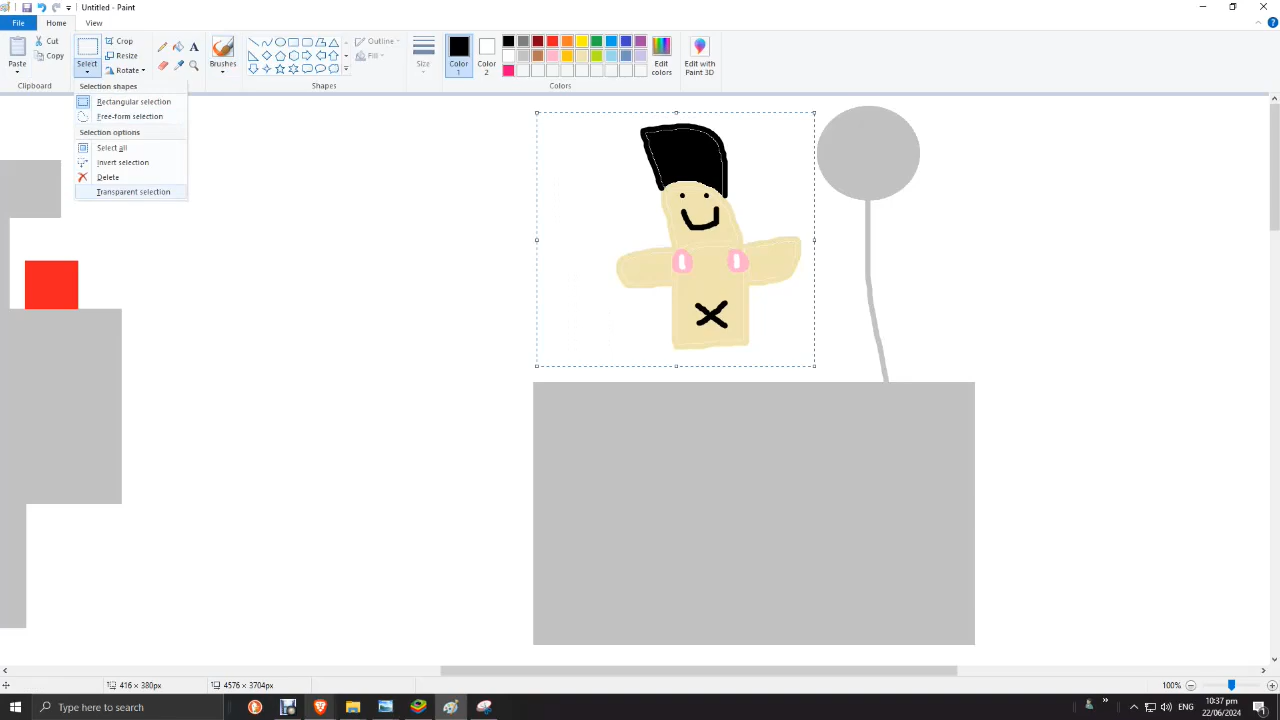 Untitled - Paint
File Home View
Paste
Cut
Copy
Clipboard
Select
Crop
Resize
Rotate
Selection shapes
Rectangular selection
Free-form selection
Selection options
Select all
Invert selection
Delete
Transparent selection
A
Brushes
Outline
Fill
Shapes
Size
Color 1
Color 2
Edit colors
Colors
Edit with Paint 3D
416 × 380px
100%
Type here to search
ENG
10:37 pm
22/06/2024